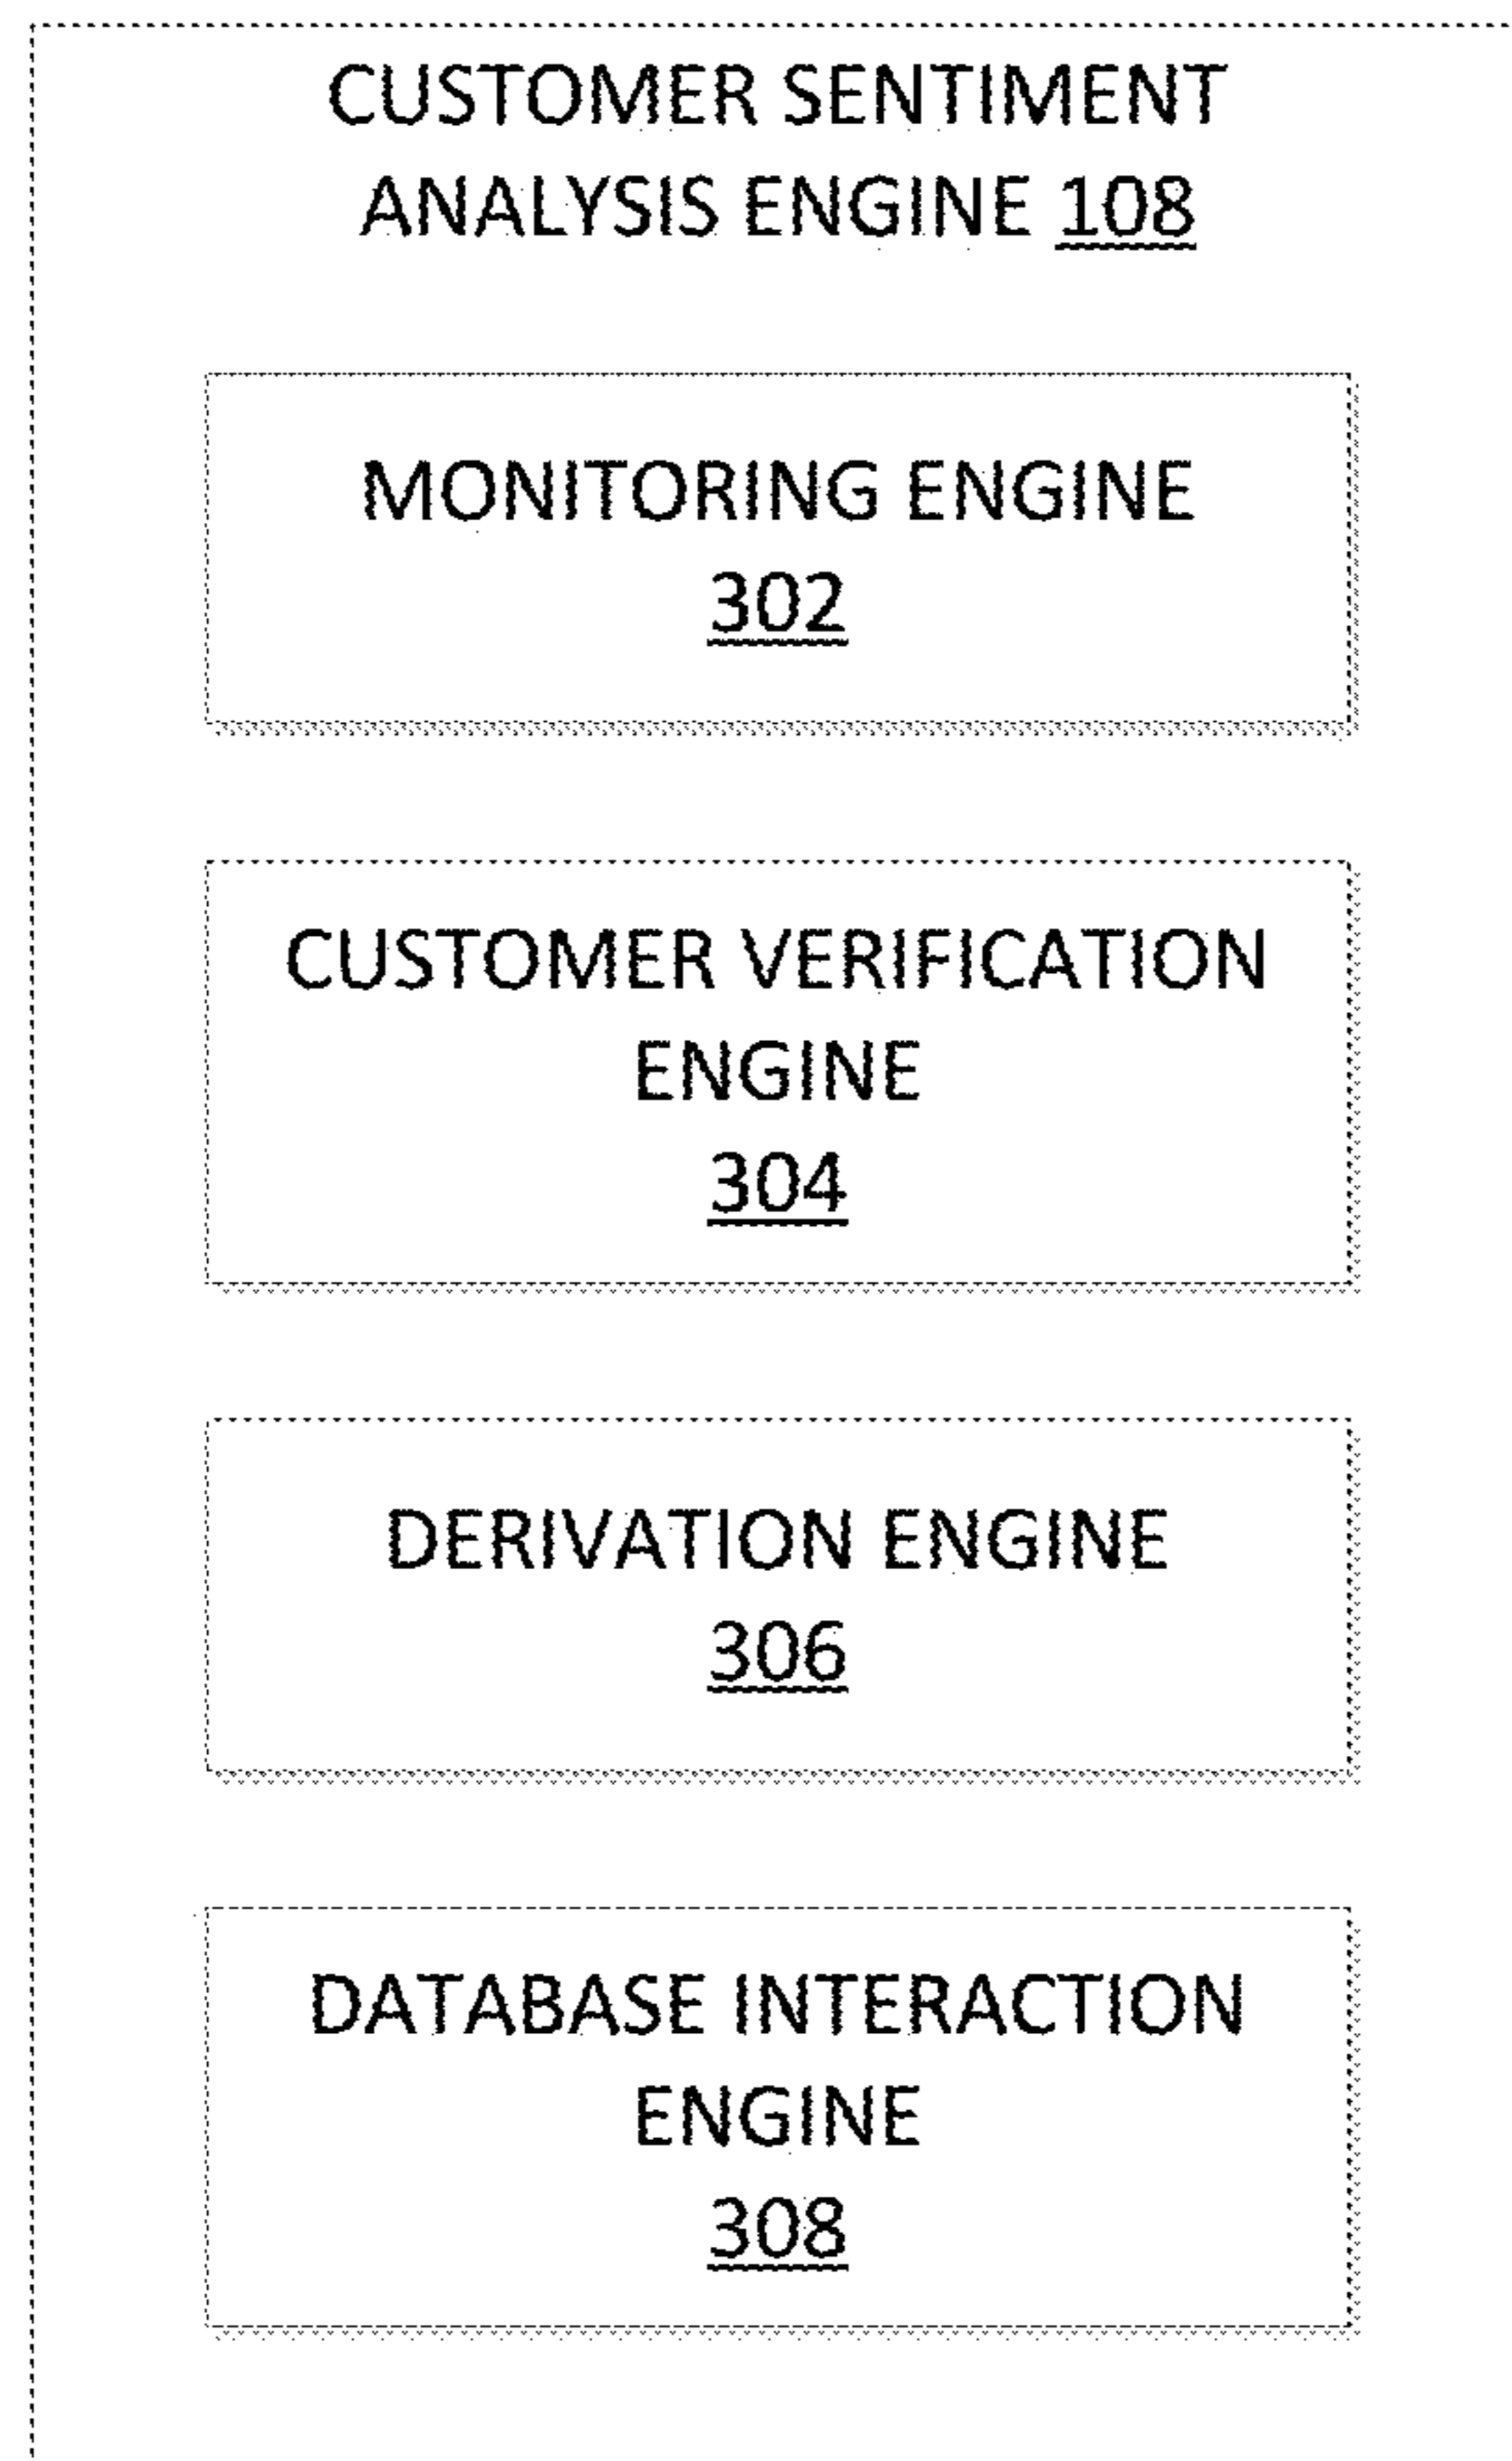 CUSTOMER SENTIMENT
ANALYSIS ENGINE 108
MONITORING ENGINE
302
CUSTOMER VERIFICATION
ENGINE
304
DERIVATION ENGINE
306
DATABASE INTERACTION
ENGINE
308